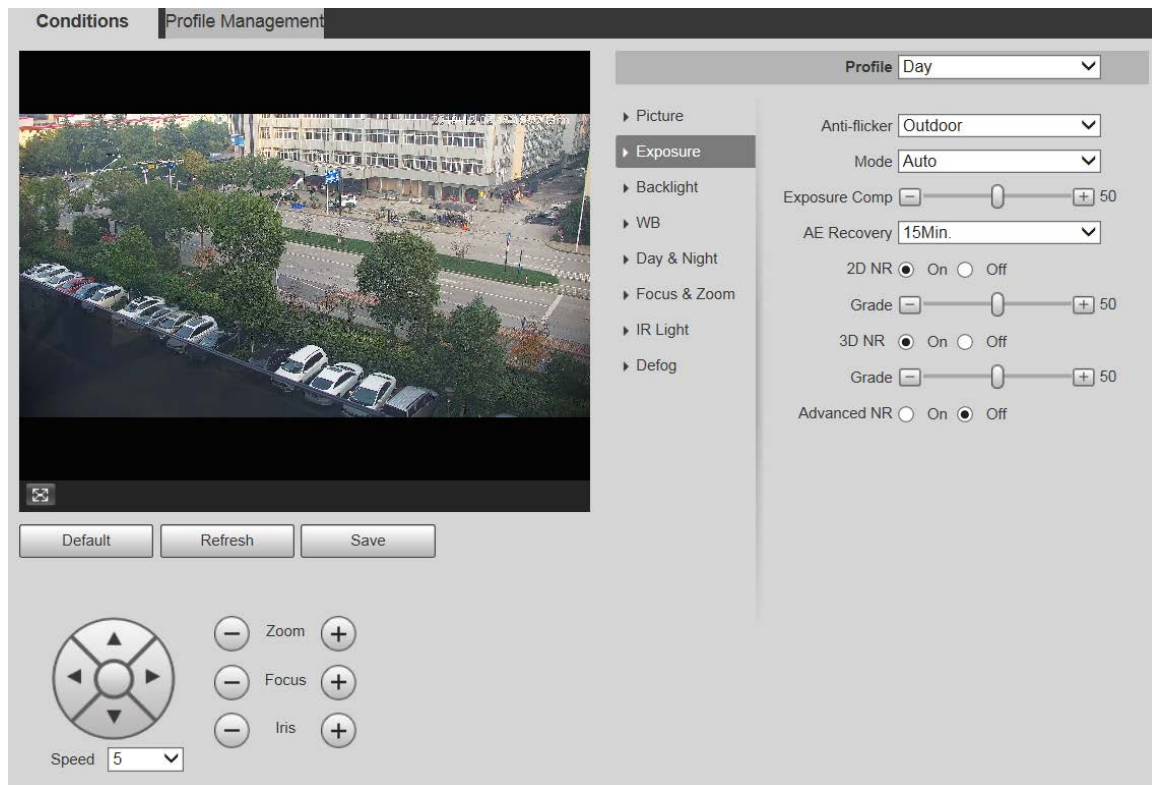 Conditions
Profile Management
Profile Day
Picture
Exposure
Backlight
WB
Day & Night
Focus & Zoom
IR Light
Defog
Anti-flicker Outdoor
Mode Auto
Exposure Comp 50
AE Recovery 15Min.
2D NR On Off
Grade 50
3D NR On Off
Grade 50
Advanced NR On Off
Default Refresh Save
Zoom
Focus
Iris
Speed 5